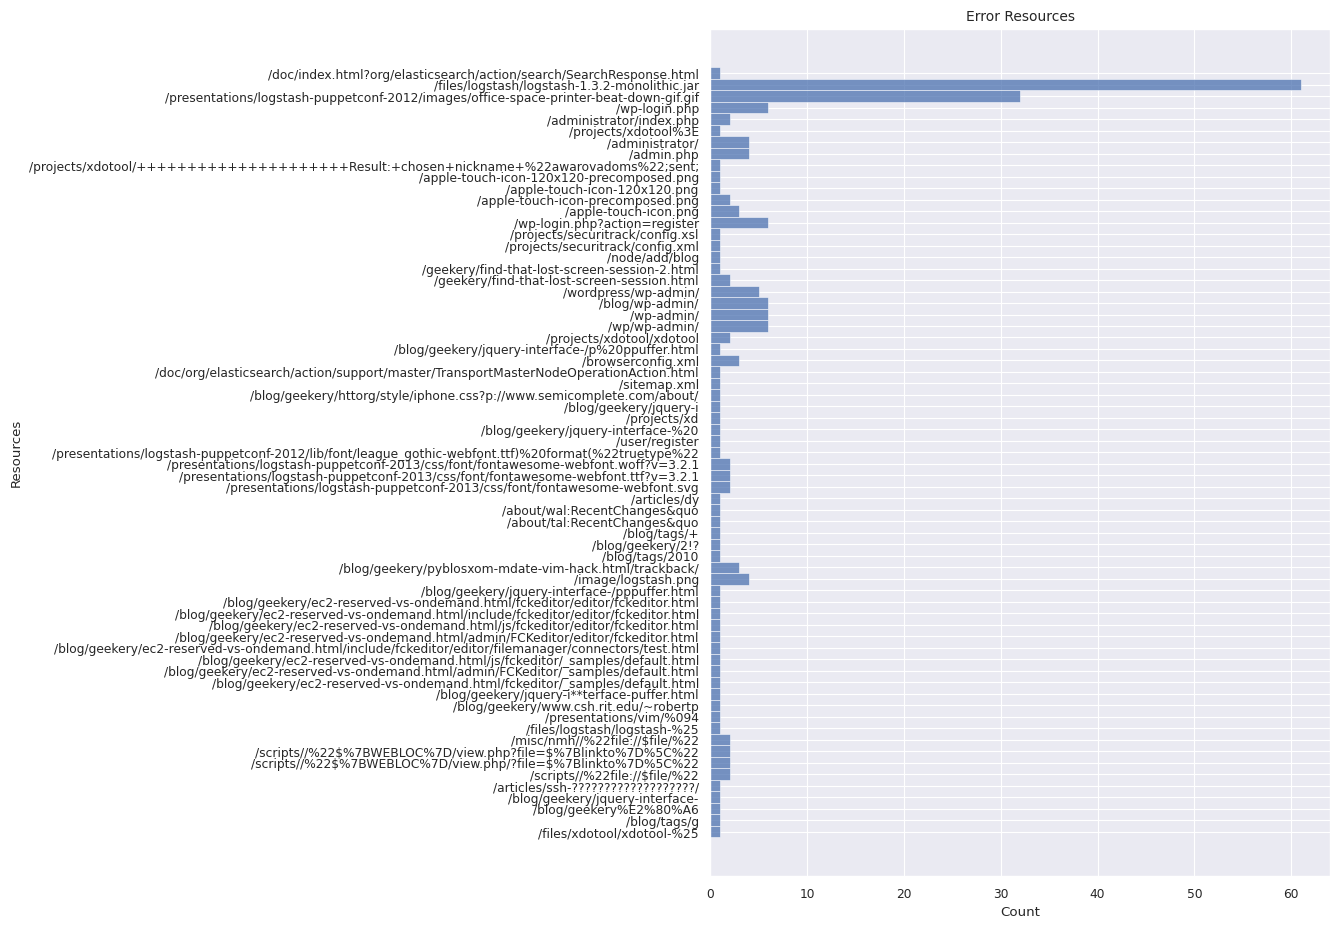 Error Resources
/doc/index.html?org/elasticsearch/action/search/SearchResponse.html
/files/logstash/logstash-1.3.2-monolithic.jar
/presentations/logstash-puppetconf-2012/images/office-space-printer-beat-down-gif.gif
/wp-login.php
/administrator/index.php
/projects/xdotool%3E
/administrator/
/admin.php
/projects/xdotool/+++++++++++++++++++++Result:+chosen+nickname+%22awarovadoms%22;sent;
/apple-touch-icon-120x120-precomposed.png
/apple-touch-icon-120x120.png
/apple-touch-icon-precomposed.png
/apple-touch-icon.png
/wp-login.php?action=register
/projects/securitrack/config.xsl
/projects/securitrack/config.xml
/node/add/blog
/geekery/find-that-lost-screen-session-2.html
/geekery/find-that-lost-screen-session.html
/wordpress/wp-admin/
/blog/wp-admin/
/wp-admin/
/wp/wp-admin/
/projects/xdotool/xdotool
/blog/geekery/jquery-interface-/p%20ppuffer.html
/browserconfig.xml
/doc/org/elasticsearch/action/support/master/TransportMasterNodeOperationAction.html
/sitemap.xml
/blog/geekery/httorg/style/iphone.css?p://www.semicomplete.com/about/
/blog/geekery/jquery-i
/projects/xd
/blog/geekery/jquery-interface-%20
/user/register
/presentations/logstash-puppetconf-2012/lib/font/league_gothic-webfont.ttf)%20format(%22truetype%22
/presentations/logstash-puppetconf-2013/css/font/fontawesome-webfont.woff?v=3.2.1
/presentations/logstash-puppetconf-2013/css/font/fontawesome-webfont.ttf?v=3.2.1
/presentations/logstash-puppetconf-2013/css/font/fontawesome-webfont.svg
/articles/dy
/about/wal:RecentChanges&quo
/about/tal:RecentChanges&quo
/blog/tags/+
/blog/geekery/2!?
/blog/tags/2010
/blog/geekery/pyblosxom-mdate-vim-hack.html/trackback/
/image/logstash.png
/blog/geekery/jquery-interface-/pppuffer.html
/blog/geekery/ec2-reserved-vs-ondemand.html/fckeditor/editor/fckeditor.html
/blog/geekery/ec2-reserved-vs-ondemand.html/include/fckeditor/editor/fckeditor.html
/blog/geekery/ec2-reserved-vs-ondemand.html/js/fckeditor/editor/fckeditor.html
/blog/geekery/ec2-reserved-vs-ondemand.html/admin/FCKeditor/editor/fckeditor.html
/blog/geekery/ec2-reserved-vs-ondemand.html/include/fckeditor/editor/filemanager/connectors/test.html
/blog/geekery/ec2-reserved-vs-ondemand.html/js/fckeditor/_samples/default.html
/blog/geekery/ec2-reserved-vs-ondemand.html/admin/FCKeditor/_samples/default.html
/blog/geekery/ec2-reserved-vs-ondemand.html/fckeditor/_samples/default.html
/blog/geekery/jquery-i**terface-puffer.html
/blog/geekery/www.csh.rit.edu/~robertp
/presentations/vim/%094
/files/logstash/logstash-%25
/misc/nmh//%22file://$file/%22
/scripts//%22$%7BWEBLOC%7D/view.php?file=$%7Blinkto%7D%5C%22
/scripts//%22$%7BWEBLOC%7D/view.php/?file=$%7Blinkto%7D%5C%22
/scripts//%22file://$file/%22
/articles/ssh-???????????????????/
/blog/geekery/jquery-interface-
/blog/geekery%E2%80%A6
/blog/tags/g
/files/xdotool/xdotool-%25
Resources
0 10 20 30 40 50 60
Count